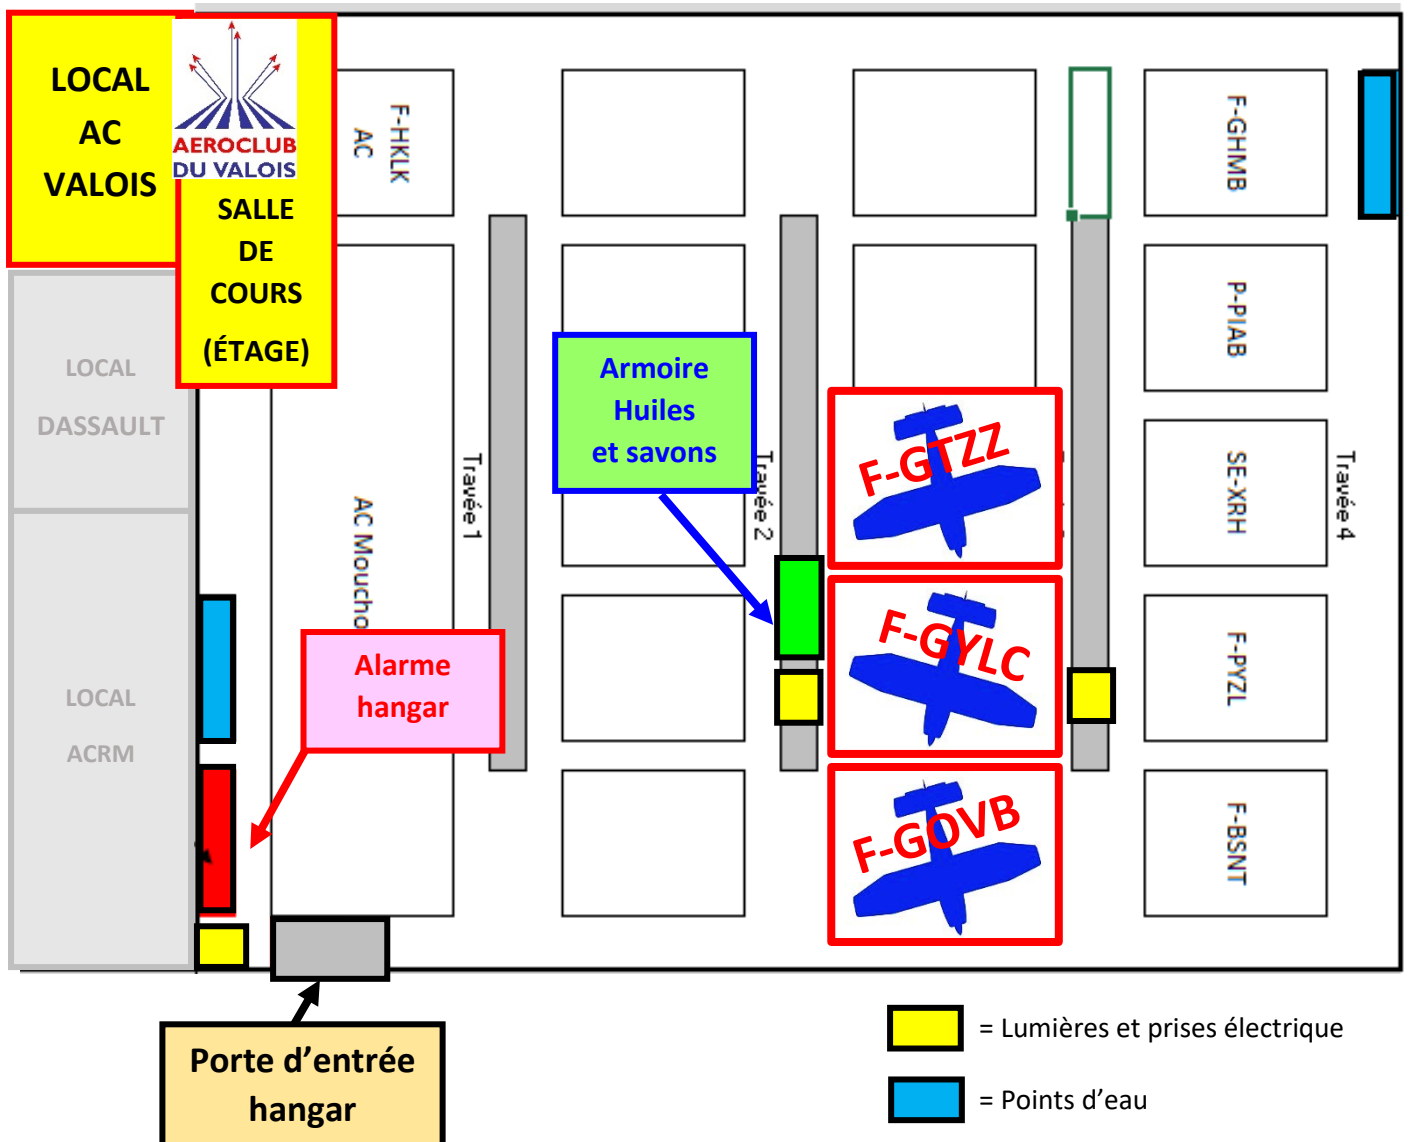 LOCAL
AC
VALOIS
AEROCLUB
DU VALOIS
SALLE
DE
COURS
(ÉTAGE)
F-HKLK
AC
F-GHMB
P-PIAB
SE-XRH
F-PYZL
F-BSNT
LOCAL
DASSAULT
LOCAL
ACRM
AC Moucho
Travée 1
Travée 2
Travée 4
Armoire
Huiles
et savons
F-GTZZ
F-GYLC
F-GOVB
Alarme
hangar
Porte d'entrée
hangar
= Lumières et prises électrique
= Points d'eau